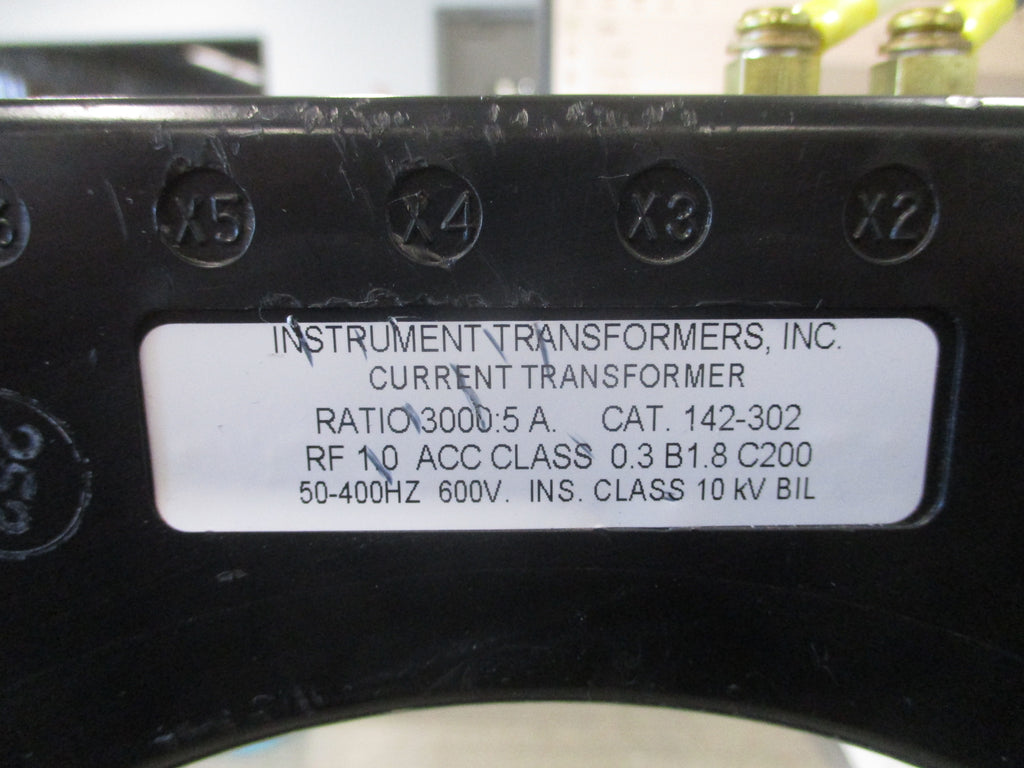 X5 X4 X3 X2
INSTRUMENT TRANSFORMERS, INC.
CURRENT TRANSFORMER
RATIO 3000:5 A. CAT. 142-302
RF 1.0 ACC CLASS 0.3 B1.8 C200
50-400HZ 600V. INS. CLASS 10 kV BIL